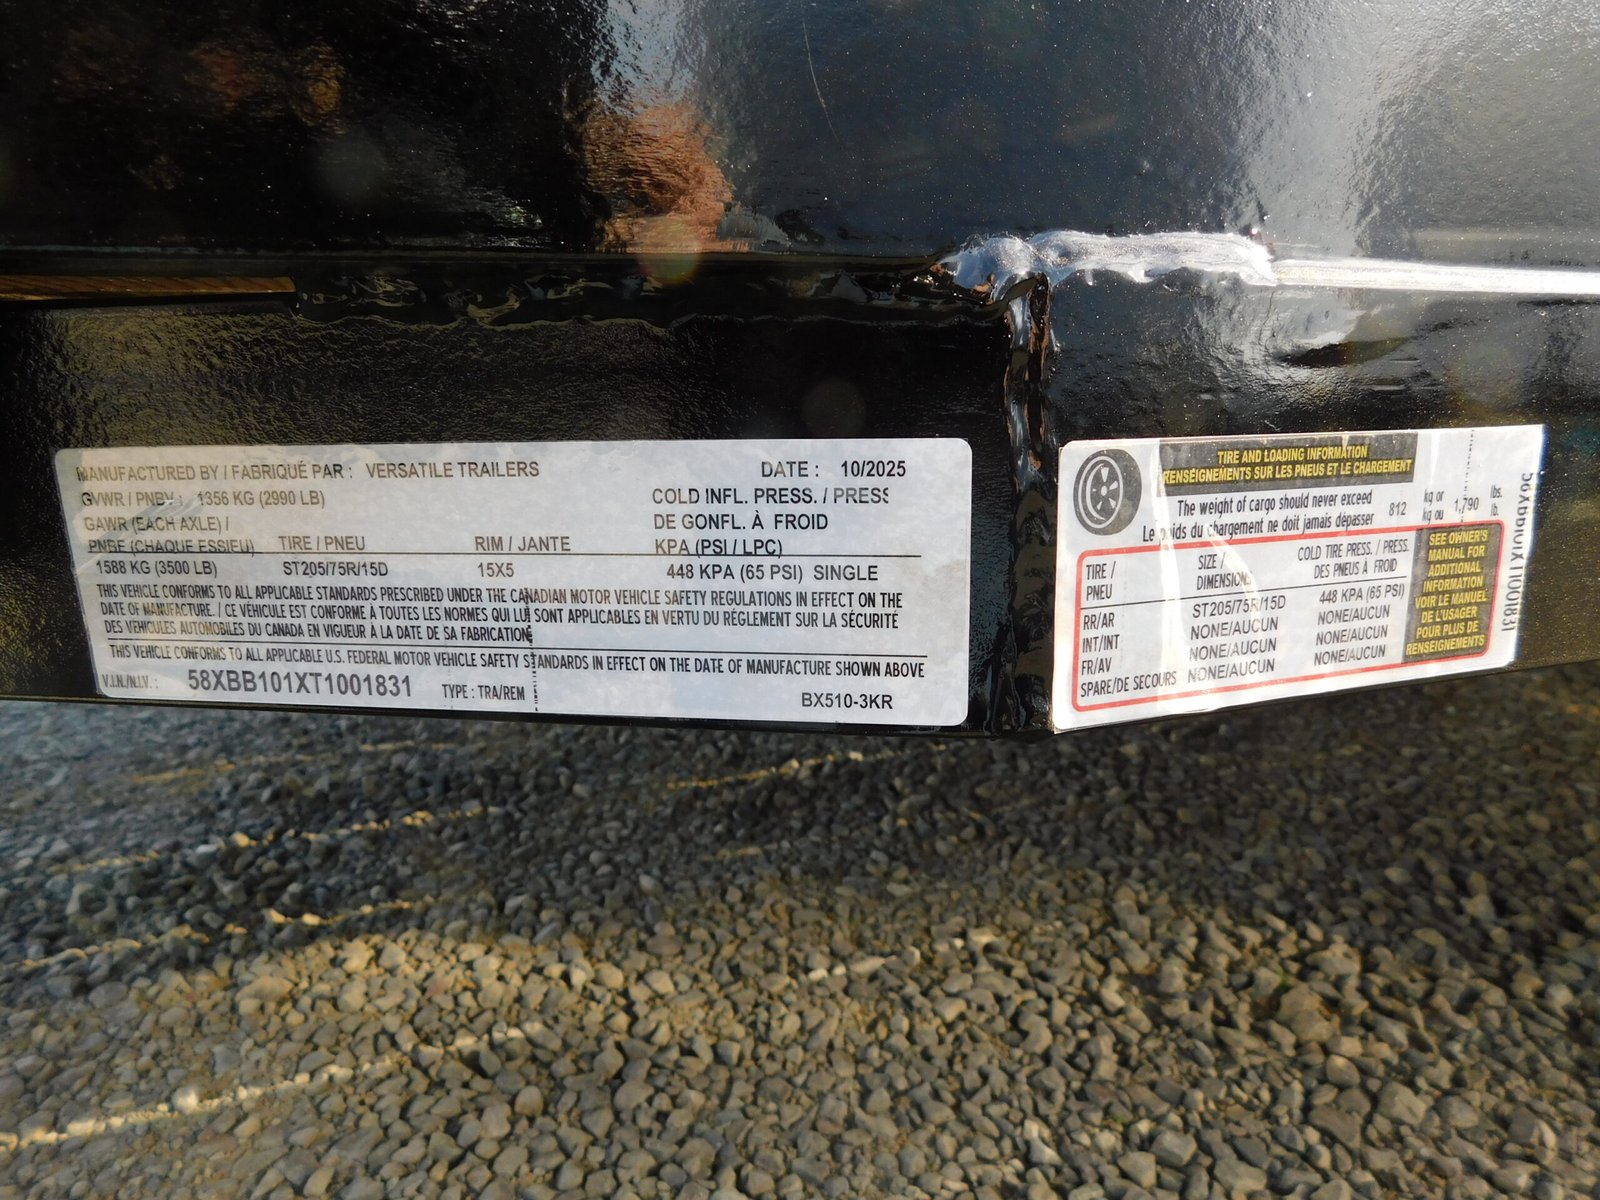 MANUFACTURED BY / FABRIQUÉ PAR : VERSATILE TRAILERS DATE : 10/2025
GVWR / PNBV : 1356 KG (2990 LB) COLD INFL. PRESS. / PRESS
GAWR (EACH AXLE) / DE GONFL. À FROID
PNBE (CHAQUE ESSIEU) TIRE / PNEU RIM / JANTE KPA (PSI / LPC)
1588 KG (3500 LB) ST205/75R/15D 15X5 448 KPA (65 PSI) SINGLE
THIS VEHICLE CONFORMS TO ALL APPLICABLE STANDARDS PRESCRIBED UNDER THE CANADIAN MOTOR VEHICLE SAFETY REGULATIONS IN EFFECT ON THE
DATE OF MANUFACTURE. / CE VÉHICULE EST CONFORME À TOUTES LES NORMES QUI LUI SONT APPLICABLES EN VERTU DU RÉGLEMENT SUR LA SÉCURITÉ
DES VÉHICULES AUTOMOBILES DU CANADA EN VIGUEUR À LA DATE DE SA FABRICATION
THIS VEHICLE CONFORMS TO ALL APPLICABLE U.S. FEDERAL MOTOR VEHICLE SAFETY STANDARDS IN EFFECT ON THE DATE OF MANUFACTURE SHOWN ABOVE
V.I.N./N.I.V. : 58XBB101XT1001831 TYPE : TRA/REM BX510-3KR
TIRE AND LOADING INFORMATION
RENSEIGNEMENTS SUR LES PNEUS ET LE CHARGEMENT
The weight of cargo should never exceed
Le poids du chargement ne doit jamais dépasser
812 kg or 1,790 lbs.
kg ou lb.
TIRE / PNEU
SIZE / DIMENSIONS
COLD TIRE PRESS. / PRESS.
DES PNEUS À FROID
RR/AR ST205/75R/15D 448 KPA (65 PSI)
INT/INT NONE/AUCUN NONE/AUCUN
FR/AV NONE/AUCUN NONE/AUCUN
SPARE/DE SECOURS NONE/AUCUN NONE/AUCUN
SEE OWNER'S
MANUAL FOR
ADDITIONAL
INFORMATION
VOIR LE MANUEL
DE L'USAGER
POUR PLUS DE
RENSEIGNEMENTS
58XBB101XT1001831